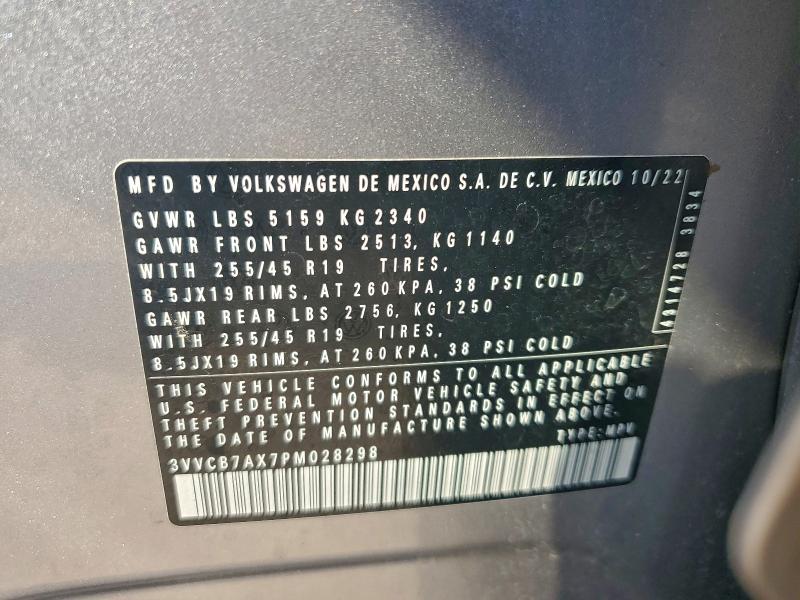 MFD BY VOLKSWAGEN DE MEXICO S.A. DE C.V. MEXICO 10/22
GVWR LBS 5159 KG 2340
GAWR FRONT LBS 2513, KG 1140
WITH 255/45 R19 TIRES,
8.5JX19 RIMS, AT 260 KPA, 38 PSI COLD
GAWR REAR LBS 2756, KG 1250
WITH 255/45 R19 TIRES,
8.5JX19 RIMS, AT 260 KPA, 38 PSI COLD
THIS VEHICLE CONFORMS TO ALL APPLICABLE
U.S. FEDERAL MOTOR VEHICLE SAFETY AND
THEFT PREVENTION STANDARDS IN EFFECT ON
THE DATE OF MANUFACTURE SHOWN ABOVE.
TYPE: MPV
3VVCB7AX7PM028298
4314728 3834